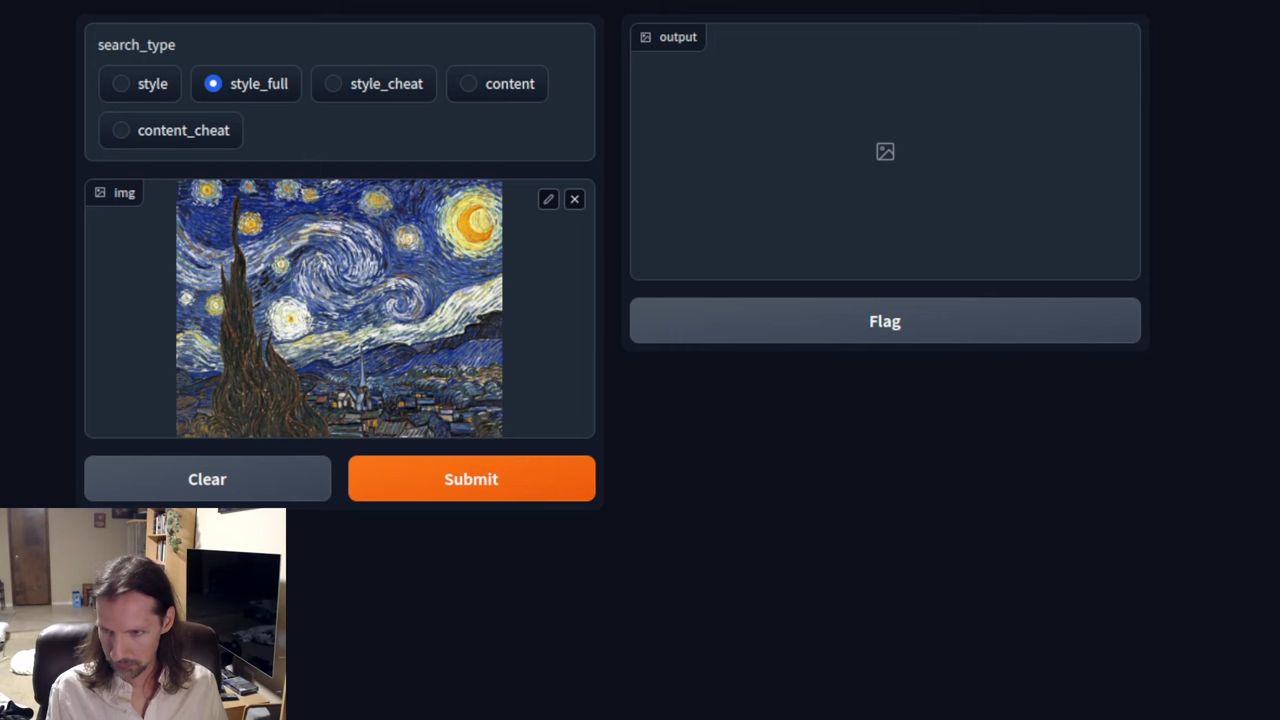 search_type
style style_full style_cheat content
content_cheat
img
Clear Submit
output
Flag